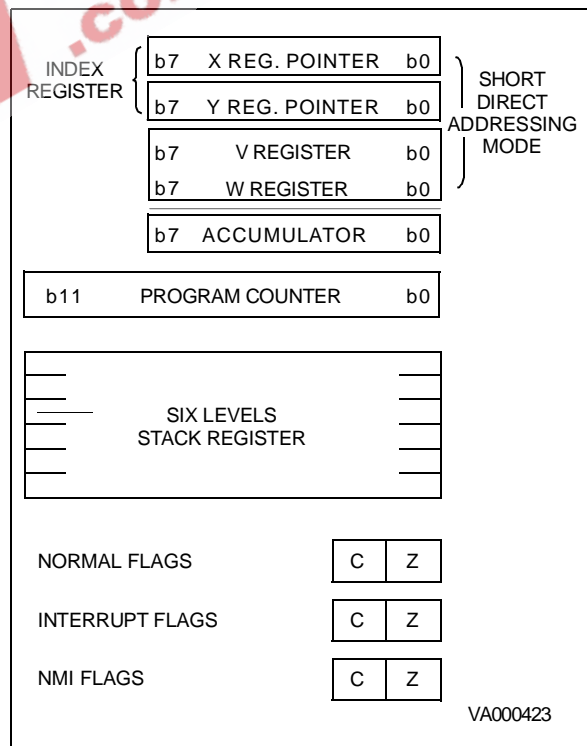 .co
INDEX
REGISTER
b7 X REG. POINTER b0
b7 Y REG. POINTER b0
b7 V REGISTER b0
b7 W REGISTER b0
SHORT
DIRECT
ADDRESSING
MODE
b7 ACCUMULATOR b0
b11 PROGRAM COUNTER b0
SIX LEVELS
STACK REGISTER
NORMAL FLAGS C Z
INTERRUPT FLAGS C Z
NMI FLAGS C Z
VA000423